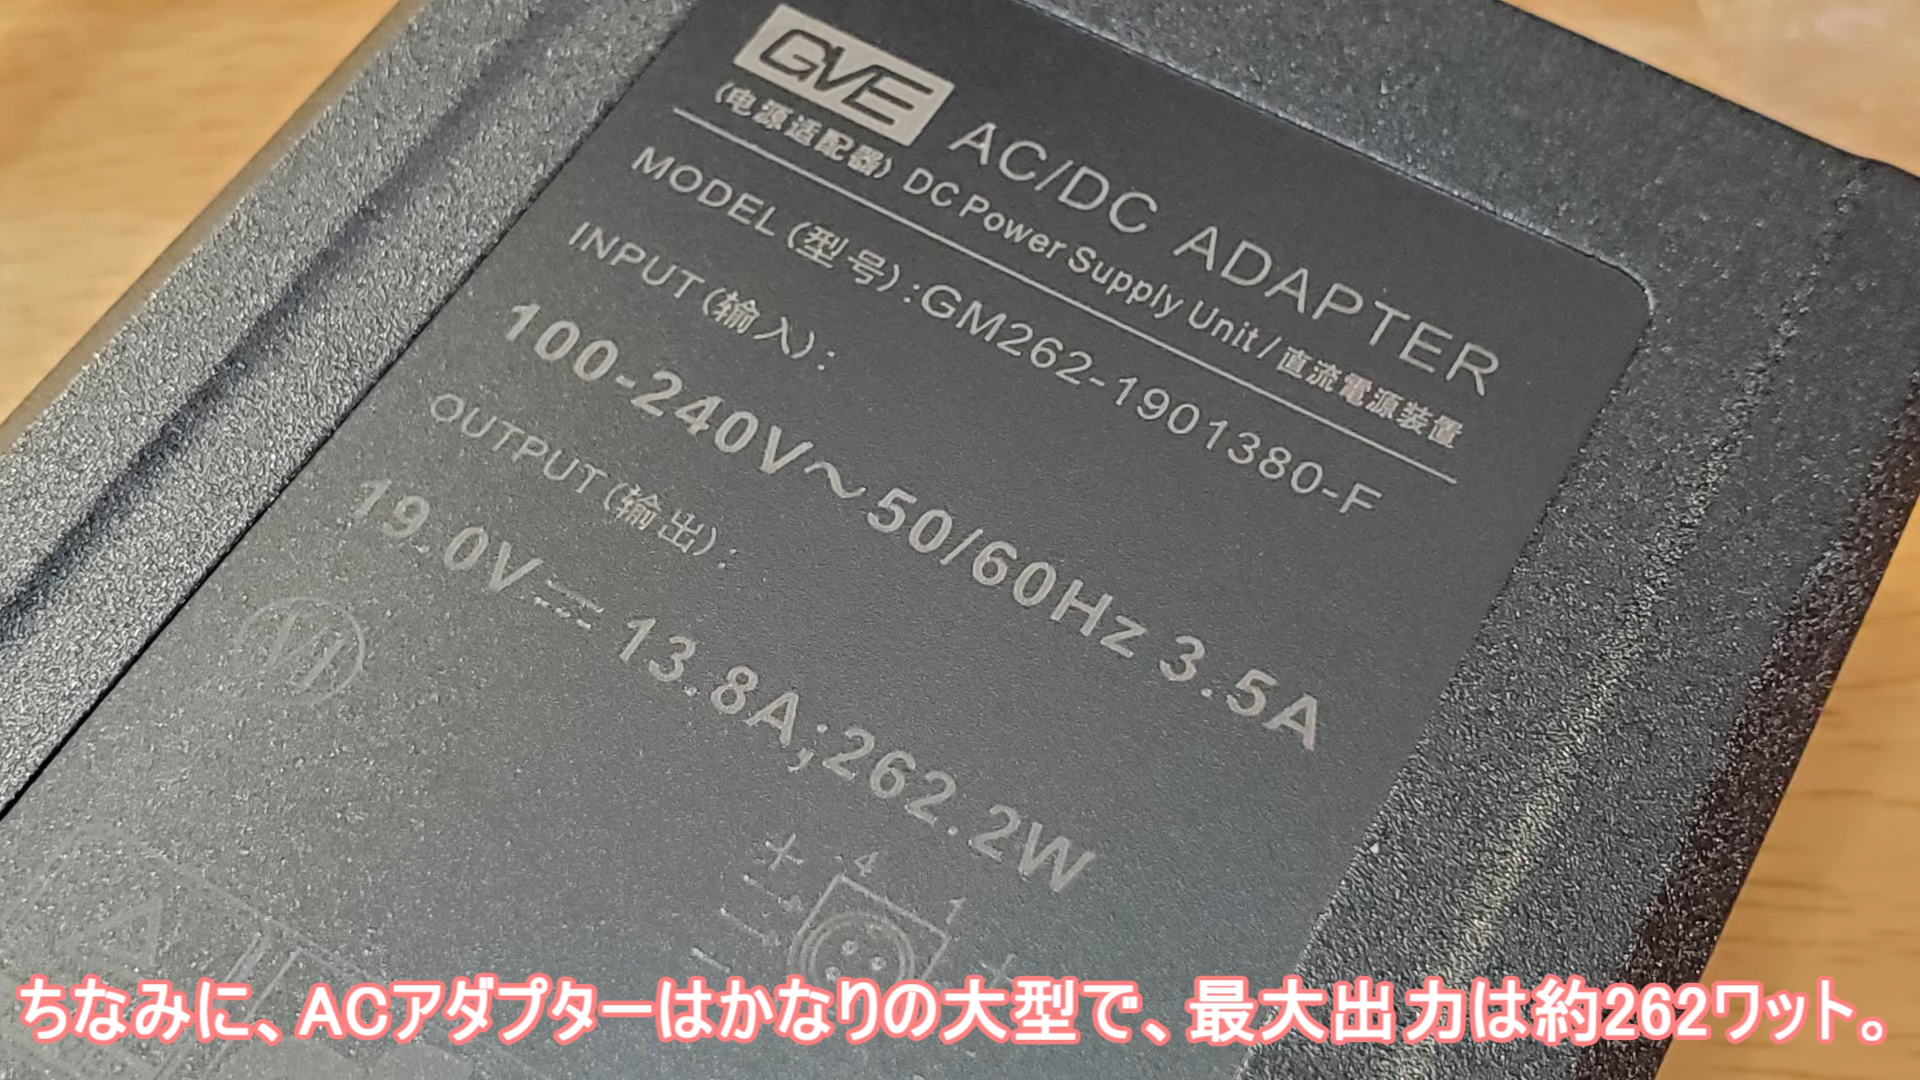 GVE AC/DC ADAPTER
(电源适配器) DC Power Supply Unit / 直流電源装置
MODEL(型号):GM262-1901380-F
INPUT(输入):
100-240V～50/60Hz 3.5A
OUTPUT(输出):
19.0V⎓13.8A;262.2W
VI
4
1
ちなみに、ACアダプターはかなりの大型で、最大出力は約262ワット。